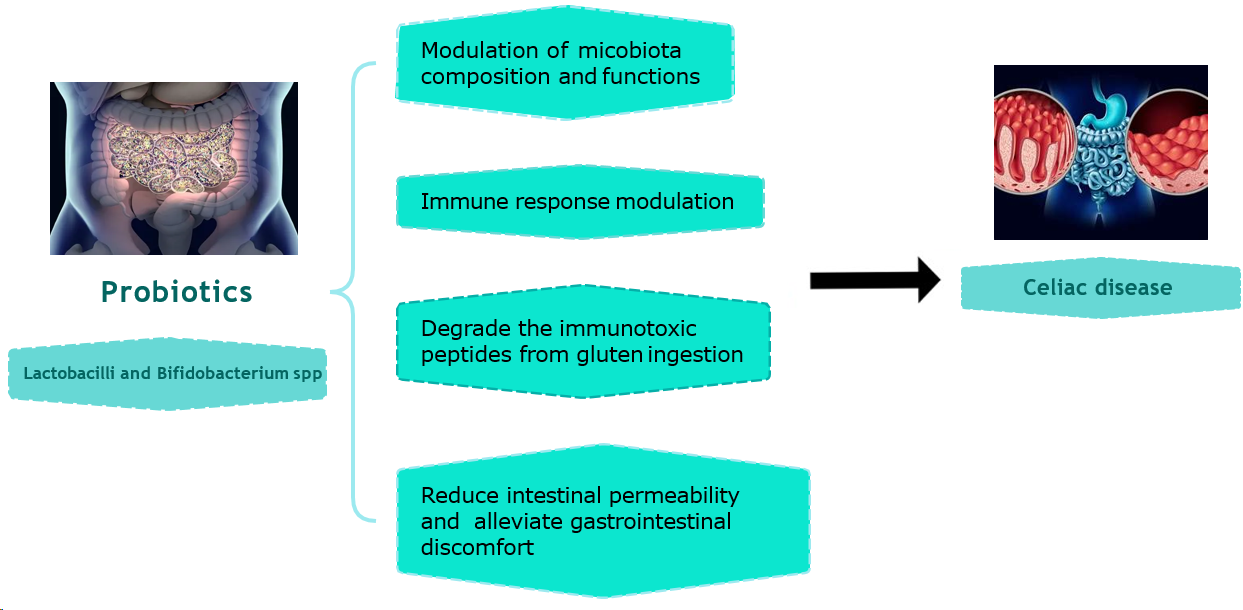 Probiotics
Lactobacilli and Bifidobacterium spp
Modulation of micobiota
composition and functions
Immune response modulation
Degrade the immunotoxic
peptides from gluten ingestion
Reduce intestinal permeability
and alleviate gastrointestinal
discomfort
Celiac disease